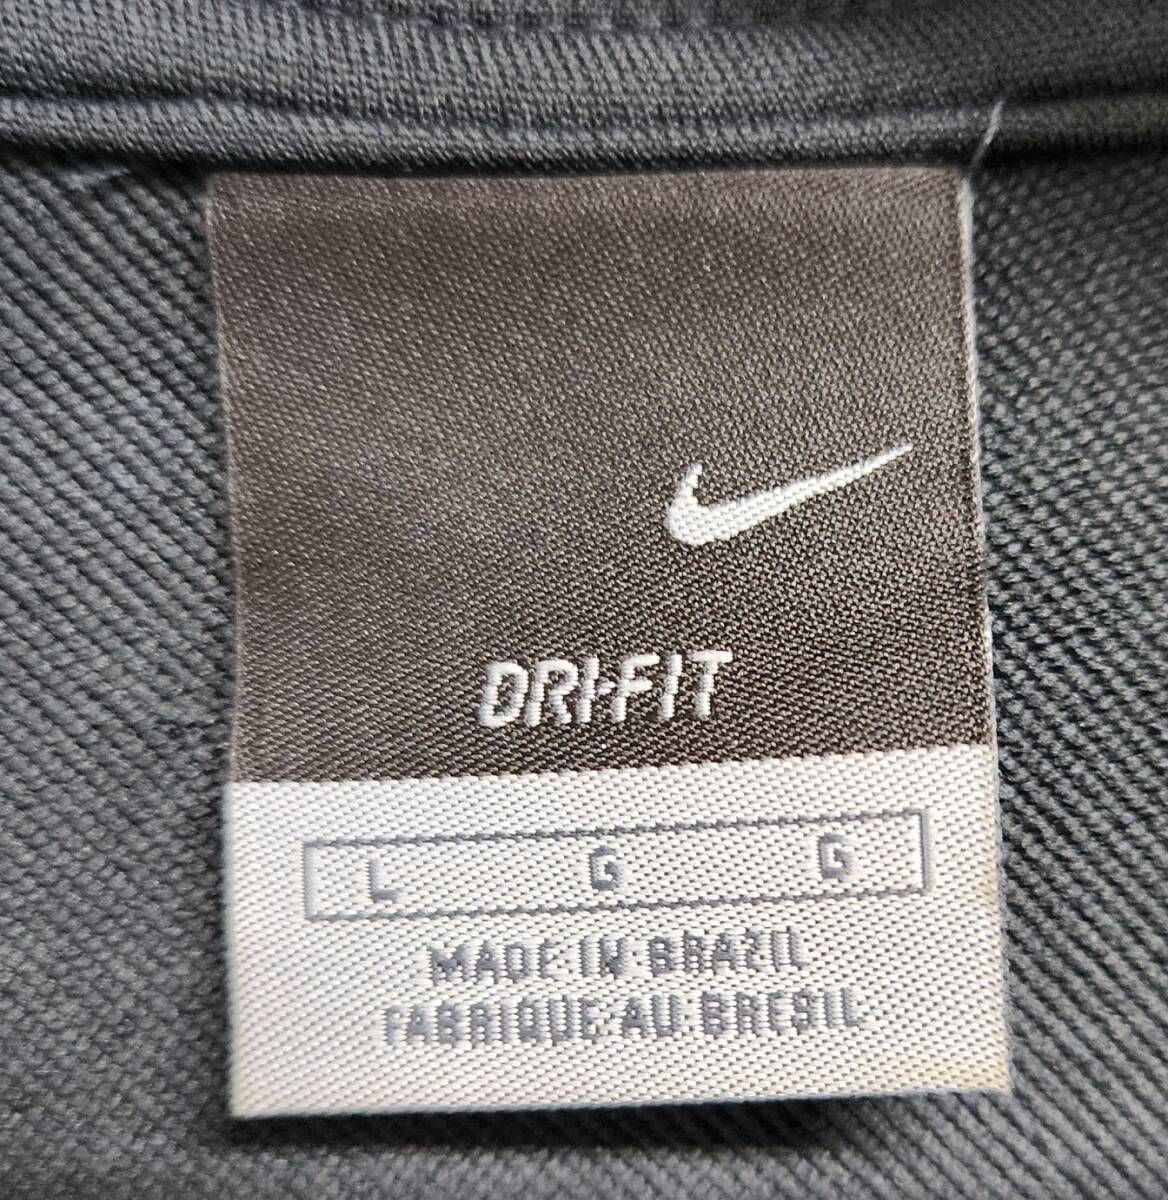 DRI-FIT
L G G
MADE IN BRAZIL
FABRIQUE AU BRESIL